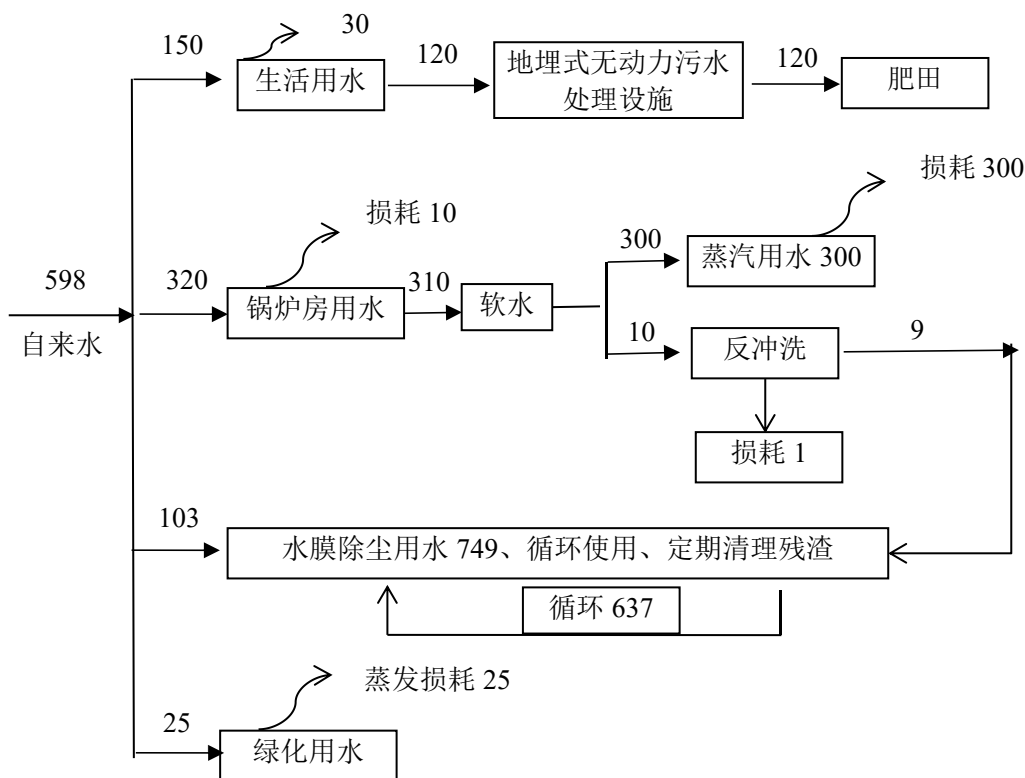 30
150
生活用水
120
地埋式无动力污水
处理设施
120
肥田
损耗 300
损耗 10
598
自来水
320
锅炉房用水
310
软水
300
蒸汽用水 300
10
反冲洗
9
损耗 1
103
水膜除尘用水 749、循环使用、定期清理残渣
循环 637
蒸发损耗 25
25
绿化用水